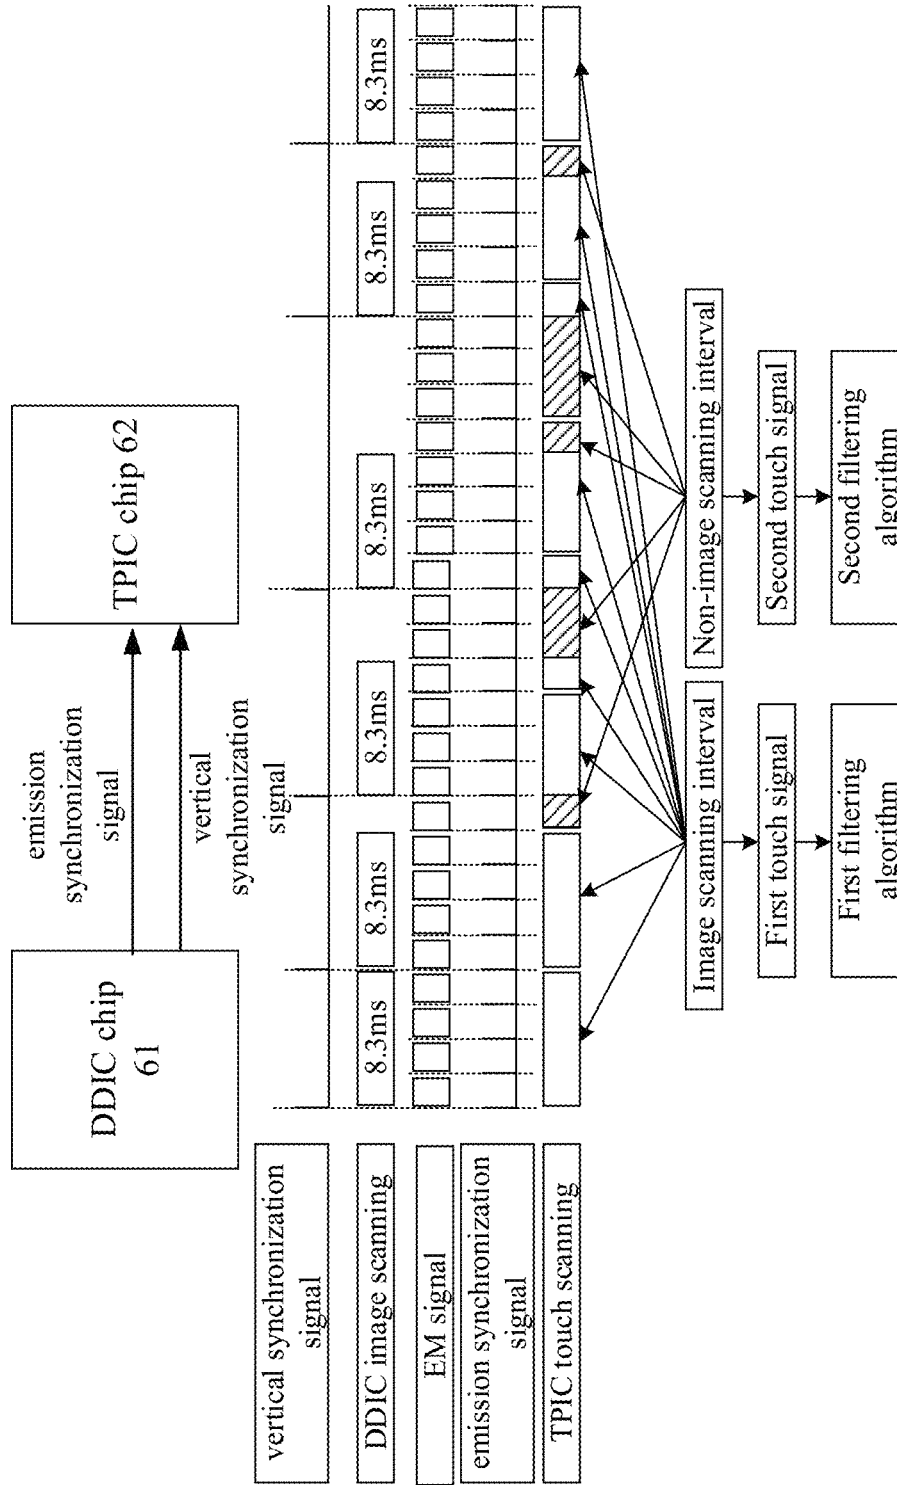 DDIC chip
61
emission
synchronization
signal
vertical
synchronization
signal
TPIC chip 62
vertical synchronization
signal
DDIC image scanning
8.3ms
8.3ms
8.3ms
8.3ms
8.3ms
8.3ms
EM signal
emission synchronization
signal
TPIC touch scanning
Image scanning interval
Non-image scanning interval
First touch signal
Second touch signal
First filtering
algorithm
Second filtering
algorithm